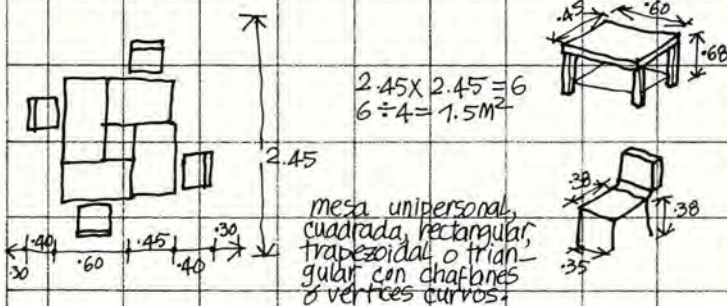 2.45
2.45 X 2.45 = 6
6 ÷ 4 = 1.5 M²
.45
.60
.68
mesa unipersonal,
cuadrada, rectangular,
trapezoidal o trian-
gular con chaflanes
o vertices curvos.
.38
.38
.35
.30
.40
.60
.45
.40
.30